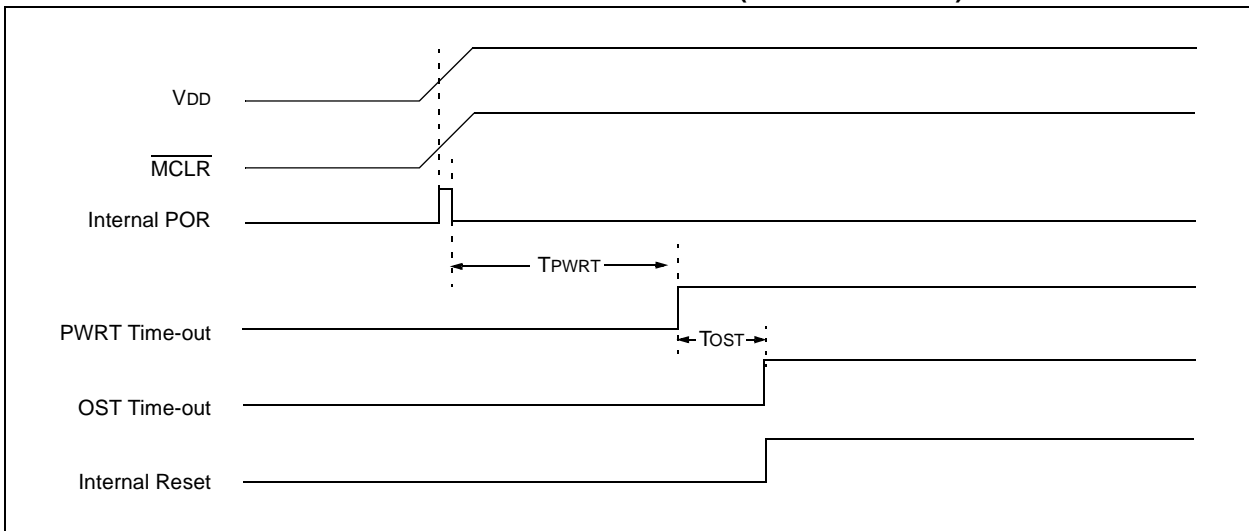 VDD
MCLR
Internal POR
TPWRT
PWRT Time-out
TOST
OST Time-out
Internal Reset